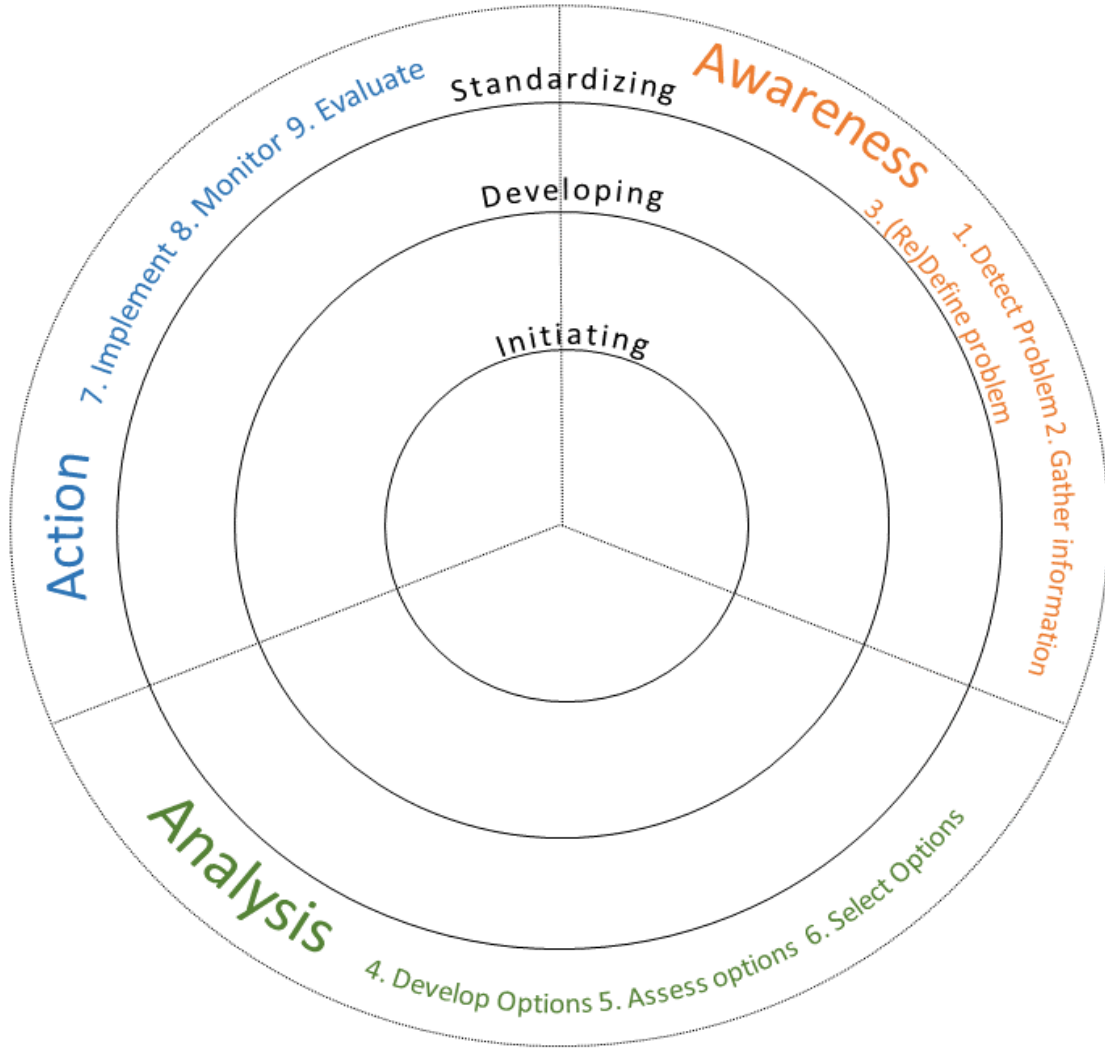 Standardizing
Developing
Initiating
Awareness
1. Detect Problem 2. Gather information
3. (Re)Define problem
Analysis
4. Develop Options 5. Assess options 6. Select Options
Action
7. Implement 8. Monitor 9. Evaluate